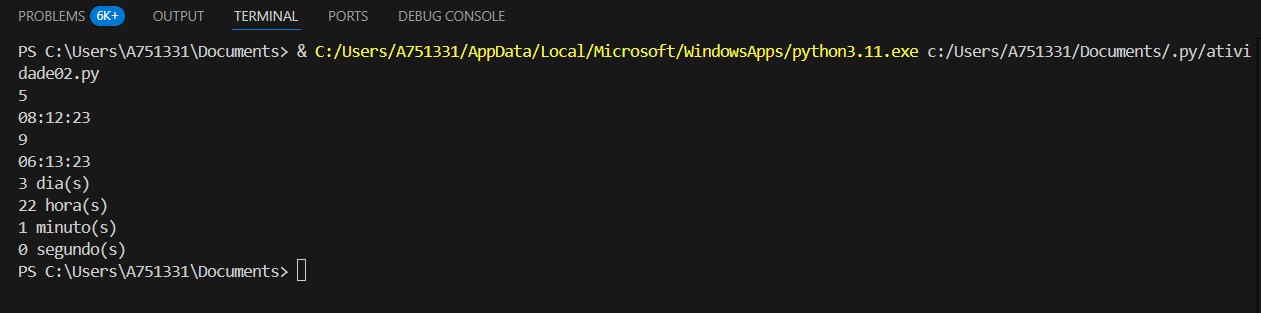 PROBLEMS 6K+ OUTPUT TERMINAL PORTS DEBUG CONSOLE
PS C:\Users\A751331\Documents> & C:/Users/A751331/AppData/Local/Microsoft/WindowsApps/python3.11.exe c:/Users/A751331/Documents/.py/ativi
dade02.py
5
08:12:23
9
06:13:23
3 dia(s)
22 hora(s)
1 minuto(s)
0 segundo(s)
PS C:\Users\A751331\Documents>